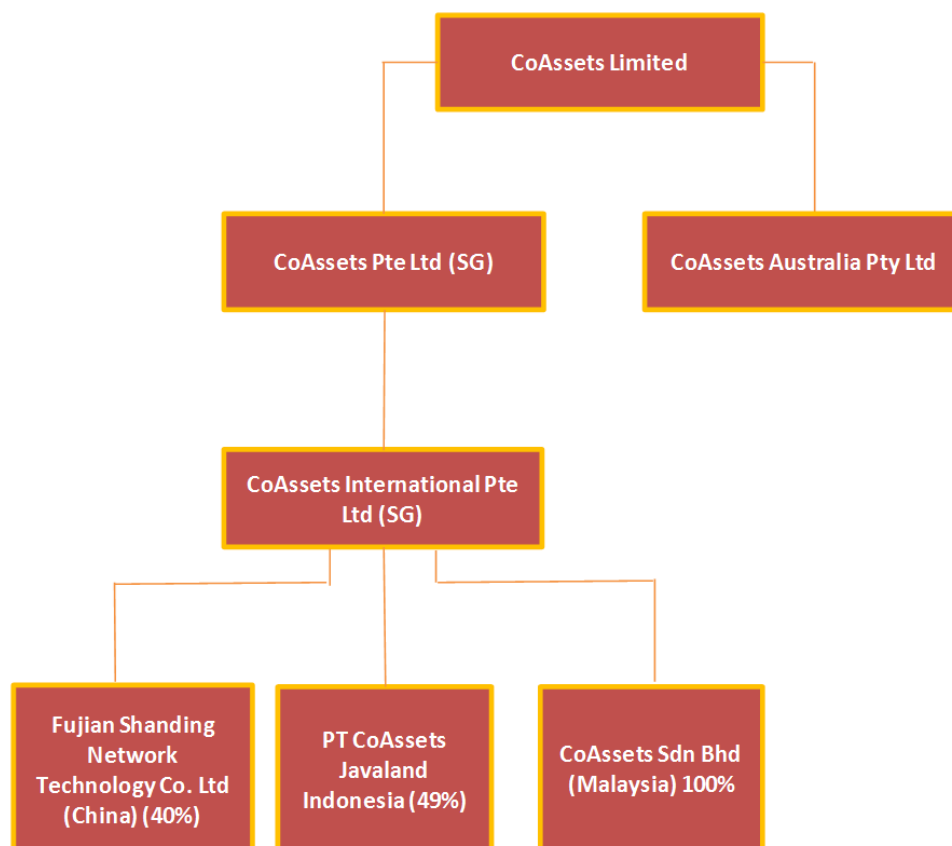 CoAssets Limited
CoAssets Pte Ltd (SG)
CoAssets Australia Pty Ltd
CoAssets International Pte
Ltd (SG)
Fujian Shanding
Network
Technology Co. Ltd
(China) (40%)
PT CoAssets
Javaland
Indonesia (49%)
CoAssets Sdn Bhd
(Malaysia) 100%